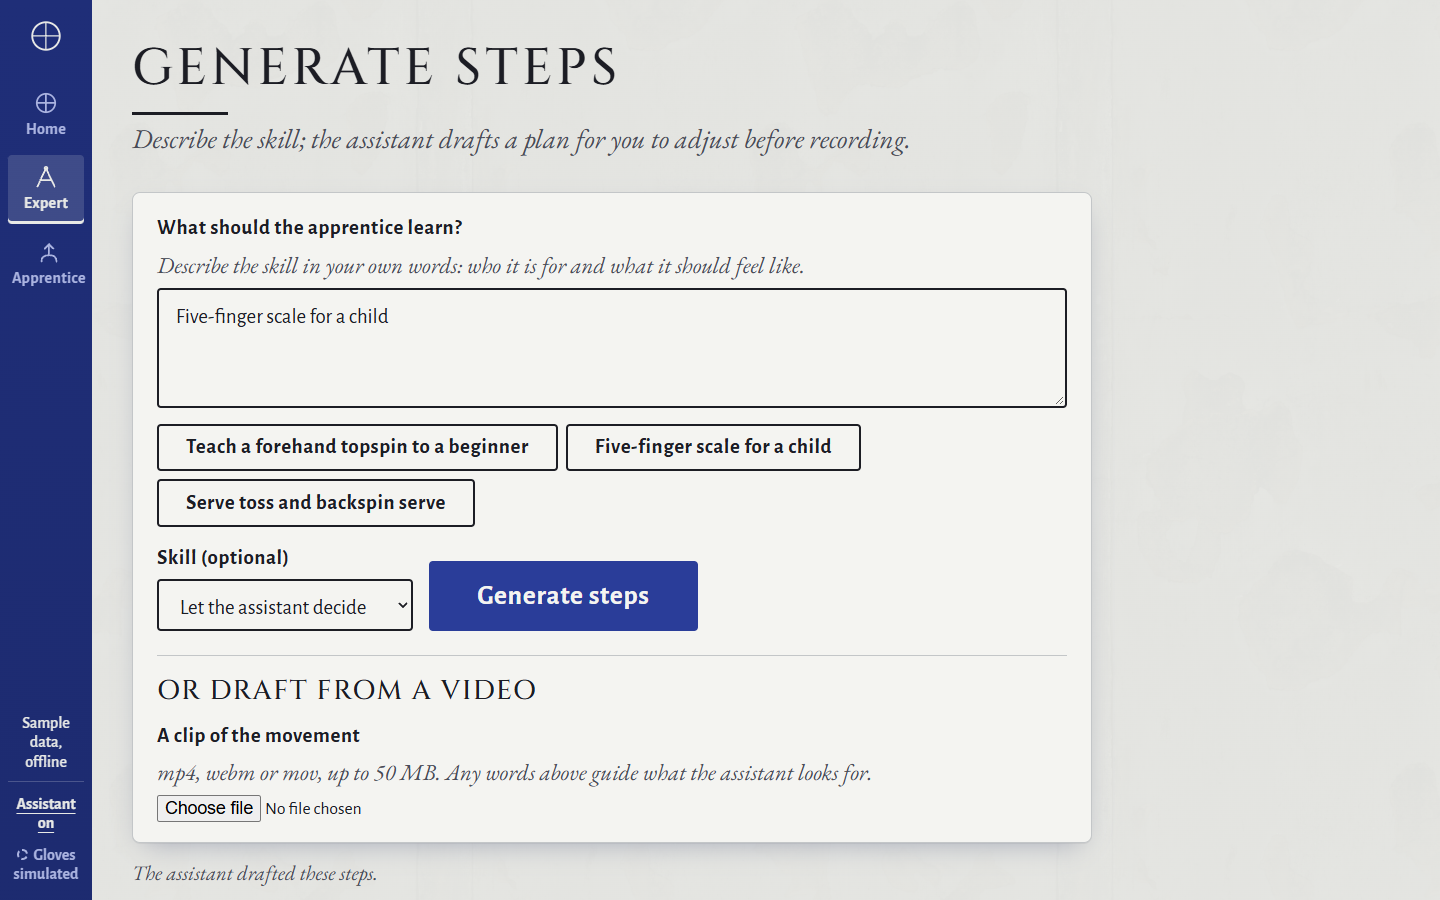 Home
Expert
Apprentice
Sample
data,
offline
Assistant
on
Gloves
simulated
GENERATE STEPS
Describe the skill; the assistant drafts a plan for you to adjust before recording.
What should the apprentice learn?
Describe the skill in your own words: who it is for and what it should feel like.
Five-finger scale for a child
Teach a forehand topspin to a beginner
Five-finger scale for a child
Serve toss and backspin serve
Skill (optional)
Let the assistant decide
Generate steps
OR DRAFT FROM A VIDEO
A clip of the movement
mp4, webm or mov, up to 50 MB. Any words above guide what the assistant looks for.
Choose file No file chosen
The assistant drafted these steps.